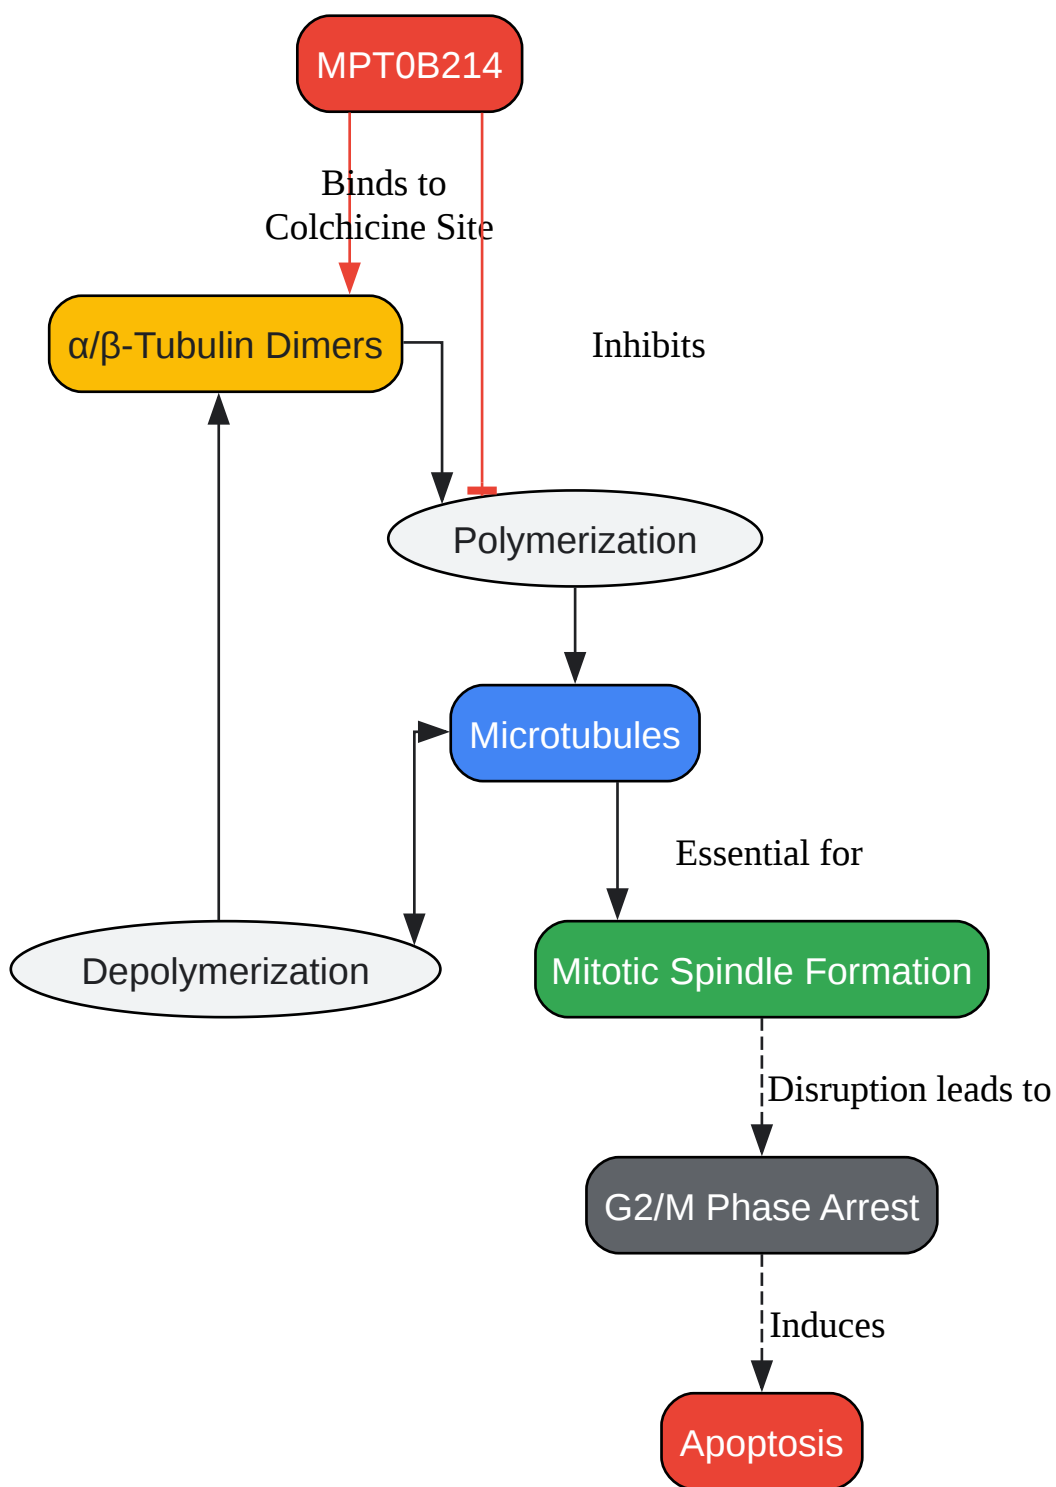 MPT0B214
Binds to
Colchicine Site
α/β-Tubulin Dimers
Inhibits
Polymerization
Microtubules
Essential for
Depolymerization
Mitotic Spindle Formation
Disruption leads to
G2/M Phase Arrest
Induces
Apoptosis